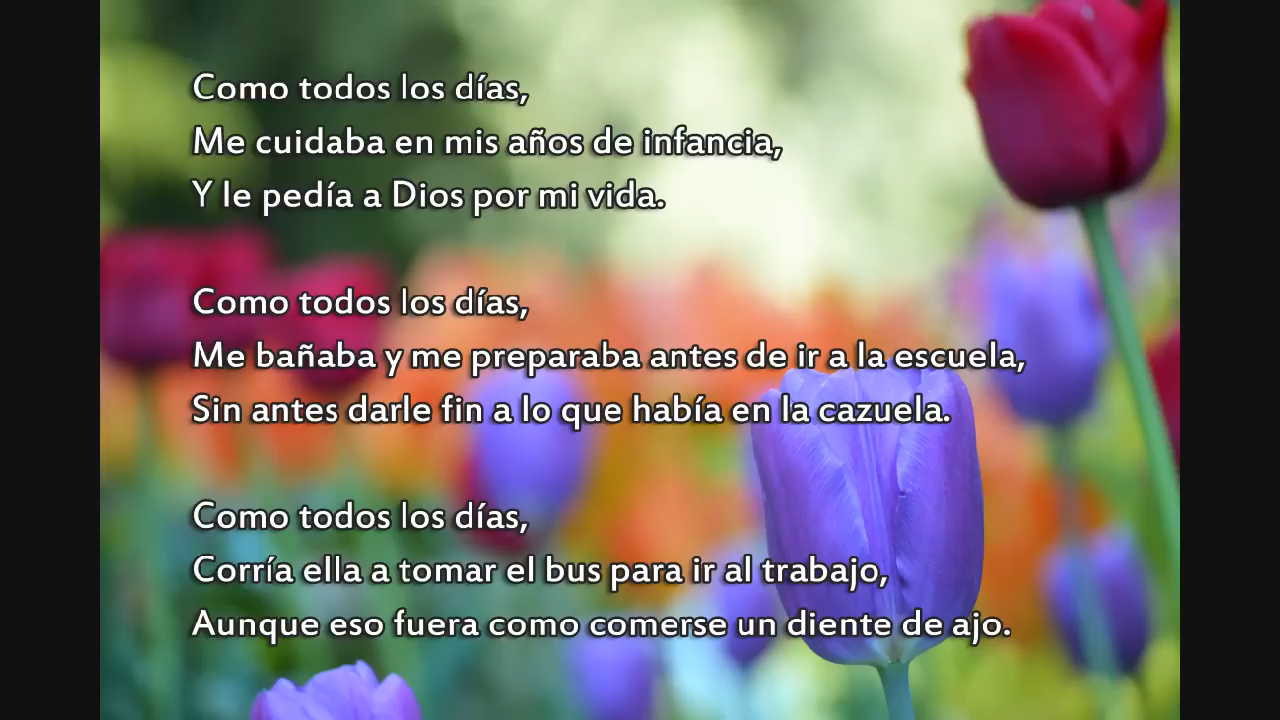 Como todos los días,
Me cuidaba en mis años de infancia,
Y le pedía a Dios por mi vida.
Como todos los días,
Me bañaba y me preparaba antes de ir a la escuela,
Sin antes darle fin a lo que había en la cazuela.
Como todos los días,
Corría ella a tomar el bus para ir al trabajo,
Aunque eso fuera como comerse un diente de ajo.